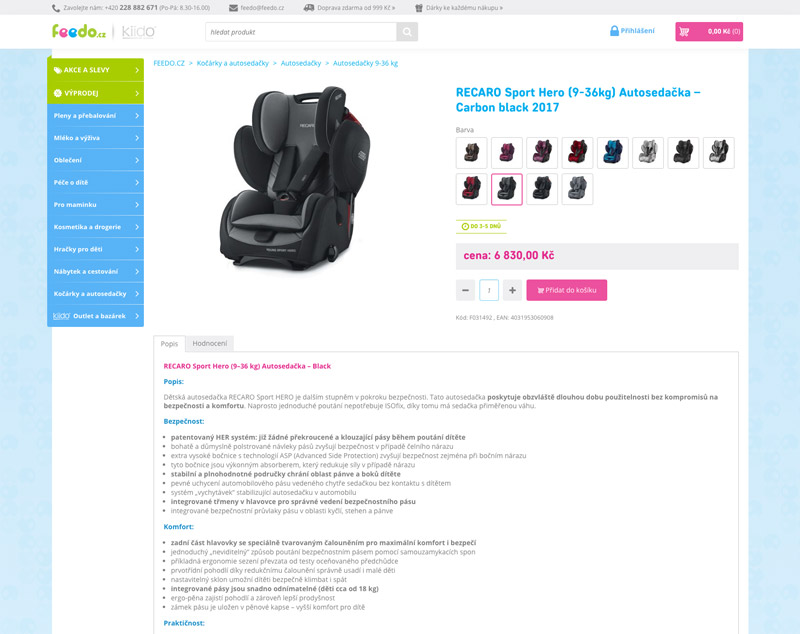 Zavolejte nám: +420 228 882 671 (Po-Pá: 8.30-16.00)
feedo@feedo.cz
Doprava zdarma od 999 Kč »
Dárky ke každému nákupu »
feedo.cz
kiido
hledat produkt
Přihlášení
0,00 Kč (0)
AKCE A SLEVY
VÝPRODEJ
Pleny a přebalování
Mléko a výživa
Oblečení
Péče o dítě
Pro maminku
Kosmetika a drogerie
Hračky pro děti
Nábytek a cestování
Kočárky a autosedačky
kiido Outlet a bazárek
FEEDO.CZ > Kočárky a autosedačky > Autosedačky > Autosedačky 9-36 kg
RECARO
RECARO Sport Hero (9-36kg) Autosedačka –
Carbon black 2017
Barva
DO 3-5 DNŮ
cena: 6 830,00 Kč
1
Přidat do košíku
Kód: F031492 , EAN: 4031953060908
Popis
Hodnocení
RECARO Sport Hero (9–36 kg) Autosedačka – Black
Popis:
Dětská autosedačka RECARO Sport HERO je dalším stupněm v pokroku bezpečnosti. Tato autosedačka poskytuje obzvláště dlouhou dobu použitelnosti bez kompromisů na
bezpečnosti a komfortu. Naprosto jednoduché poutání nepotřebuje ISOfix, díky tomu má sedačka přiměřenou váhu.
Bezpečnost:
patentovaný HER systém: již žádné překroucené a klouzající pásy během poutání dítěte
bohatě a důmyslně polstrované návleky pásů zvyšují bezpečnost v případě čelního nárazu
extra vysoké bočnice s technologií ASP (Advanced Side Protection) zvyšují bezpečnost zejména při bočním nárazu
tyto bočnice jsou výkonným absorberem, který redukuje síly v případě nárazu
stabilní a plnohodnotné područky chrání oblast pánve a boků dítěte
pevné uchycení automobilového pásu vedeného chytře sedačkou bez kontaktu s dítětem
systém „vychytávek“ stabilizující autosedačku v automobilu
integrované třmeny v hlavovce pro správné vedení bezpečnostního pásu
integrované bezpečnostní průvlaky pásu v oblasti kyčlí, stehen a pánve
Komfort:
zadní část hlavovky se speciálně tvarovaným čalouněním pro maximální komfort i bezpečí
jednoduchý „neviditelný“ způsob poutání bezpečnostním pásem pomocí samouzamykacích spon
příkladná ergonomie sezení převzata od testy oceňovaného předchůdce
prvotřídní pohodlí díky redukčnímu čalounění správně usadí i malé děti
nastavitelný sklon umožní dítěti bezpečně klimbat i spát
integrované pásy jsou snadno odnímatelné (děti cca od 18 kg)
ergo-pěna zajistí pohodlí a zároveň lepší prodyšnost
zámek pásu je uložen v pěnové kapse – vyšší komfort pro dítě
Praktičnost: